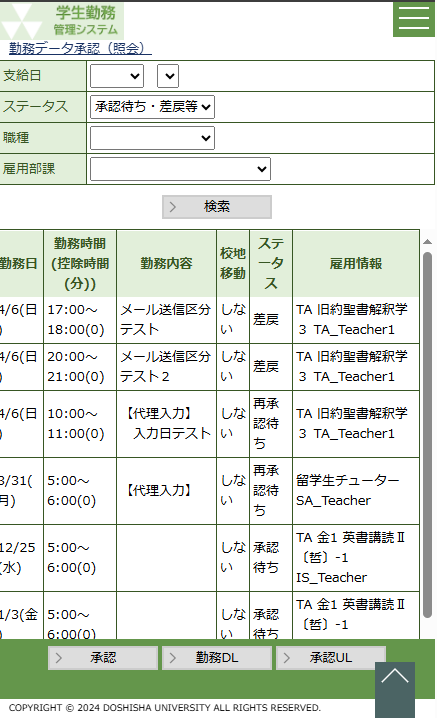 学生勤務
管理システム
勤務データ承認（照会）
支給日
ステータス 承認待ち・差戻等
職種
雇用部課
検索
勤務日 勤務時間(控除時間(分)) 勤務内容 校地移動 ステータス 雇用情報
4/6(日) 17:00～18:00(0) メール送信区分テスト しない 差戻 TA 旧約聖書解釈学３ TA_Teacher1
4/6(日) 20:00～21:00(0) メール送信区分テスト２ しない 差戻 TA 旧約聖書解釈学３ TA_Teacher1
4/6(日) 10:00～11:00(0) 【代理入力】 入力日テスト しない 再承認待ち TA 旧約聖書解釈学３ TA_Teacher1
3/31(月) 5:00～6:00(0) 【代理入力】 しない 再承認待ち 留学生チューター SA_Teacher
12/25(水) 5:00～6:00(0) しない 承認待ち TA 金1 英書講読Ⅱ〔哲〕-1 IS_Teacher
1/3(金) 5:00～6:00(0) しない 承認待ち TA 金1 英書講読Ⅱ〔哲〕-1
承認 勤務DL 承認UL
COPYRIGHT © 2024 DOSHISHA UNIVERSITY ALL RIGHTS RESERVED.